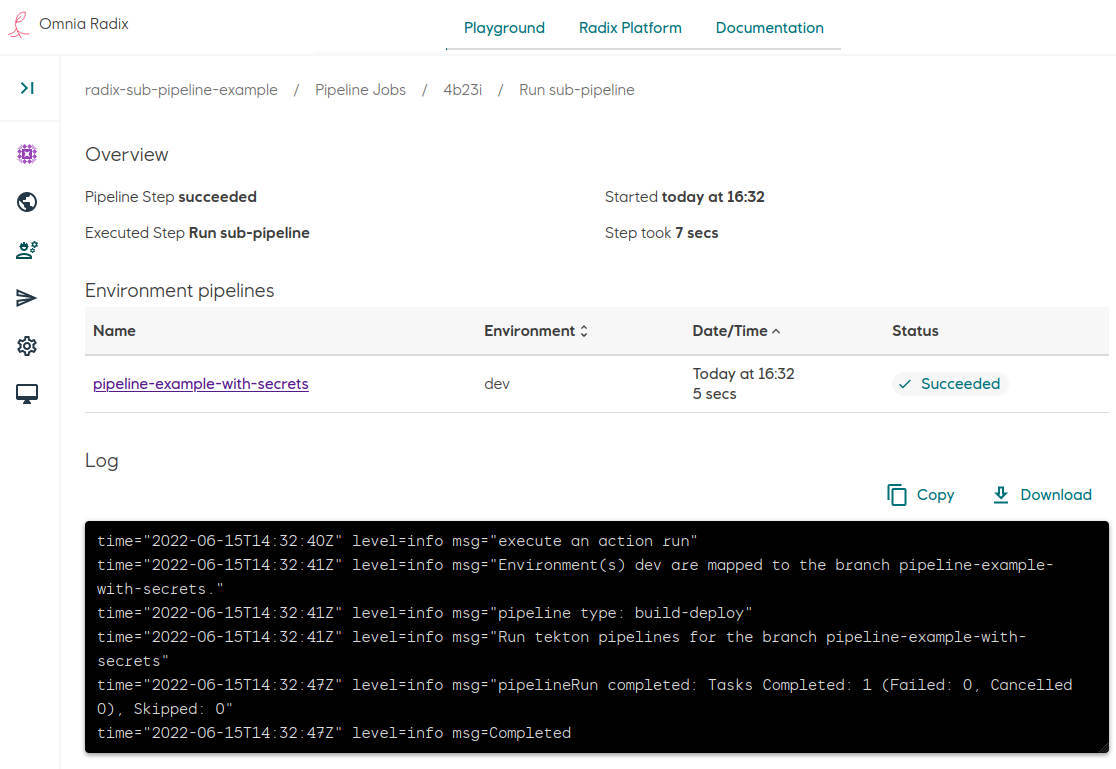 Omnia Radix
Playground Radix Platform Documentation
radix-sub-pipeline-example / Pipeline Jobs / 4b23i / Run sub-pipeline
Overview
Pipeline Step succeeded Started today at 16:32
Executed Step Run sub-pipeline Step took 7 secs
Environment pipelines
Name Environment Date/Time Status
pipeline-example-with-secrets dev Today at 16:32 Succeeded
5 secs
Log
Copy Download
time="2022-06-15T14:32:40Z" level=info msg="execute an action run"
time="2022-06-15T14:32:41Z" level=info msg="Environment(s) dev are mapped to the branch pipeline-example-
with-secrets."
time="2022-06-15T14:32:41Z" level=info msg="pipeline type: build-deploy"
time="2022-06-15T14:32:41Z" level=info msg="Run tekton pipelines for the branch pipeline-example-with-
secrets"
time="2022-06-15T14:32:47Z" level=info msg="pipelineRun completed: Tasks Completed: 1 (Failed: 0, Cancelled
0), Skipped: 0"
time="2022-06-15T14:32:47Z" level=info msg=Completed